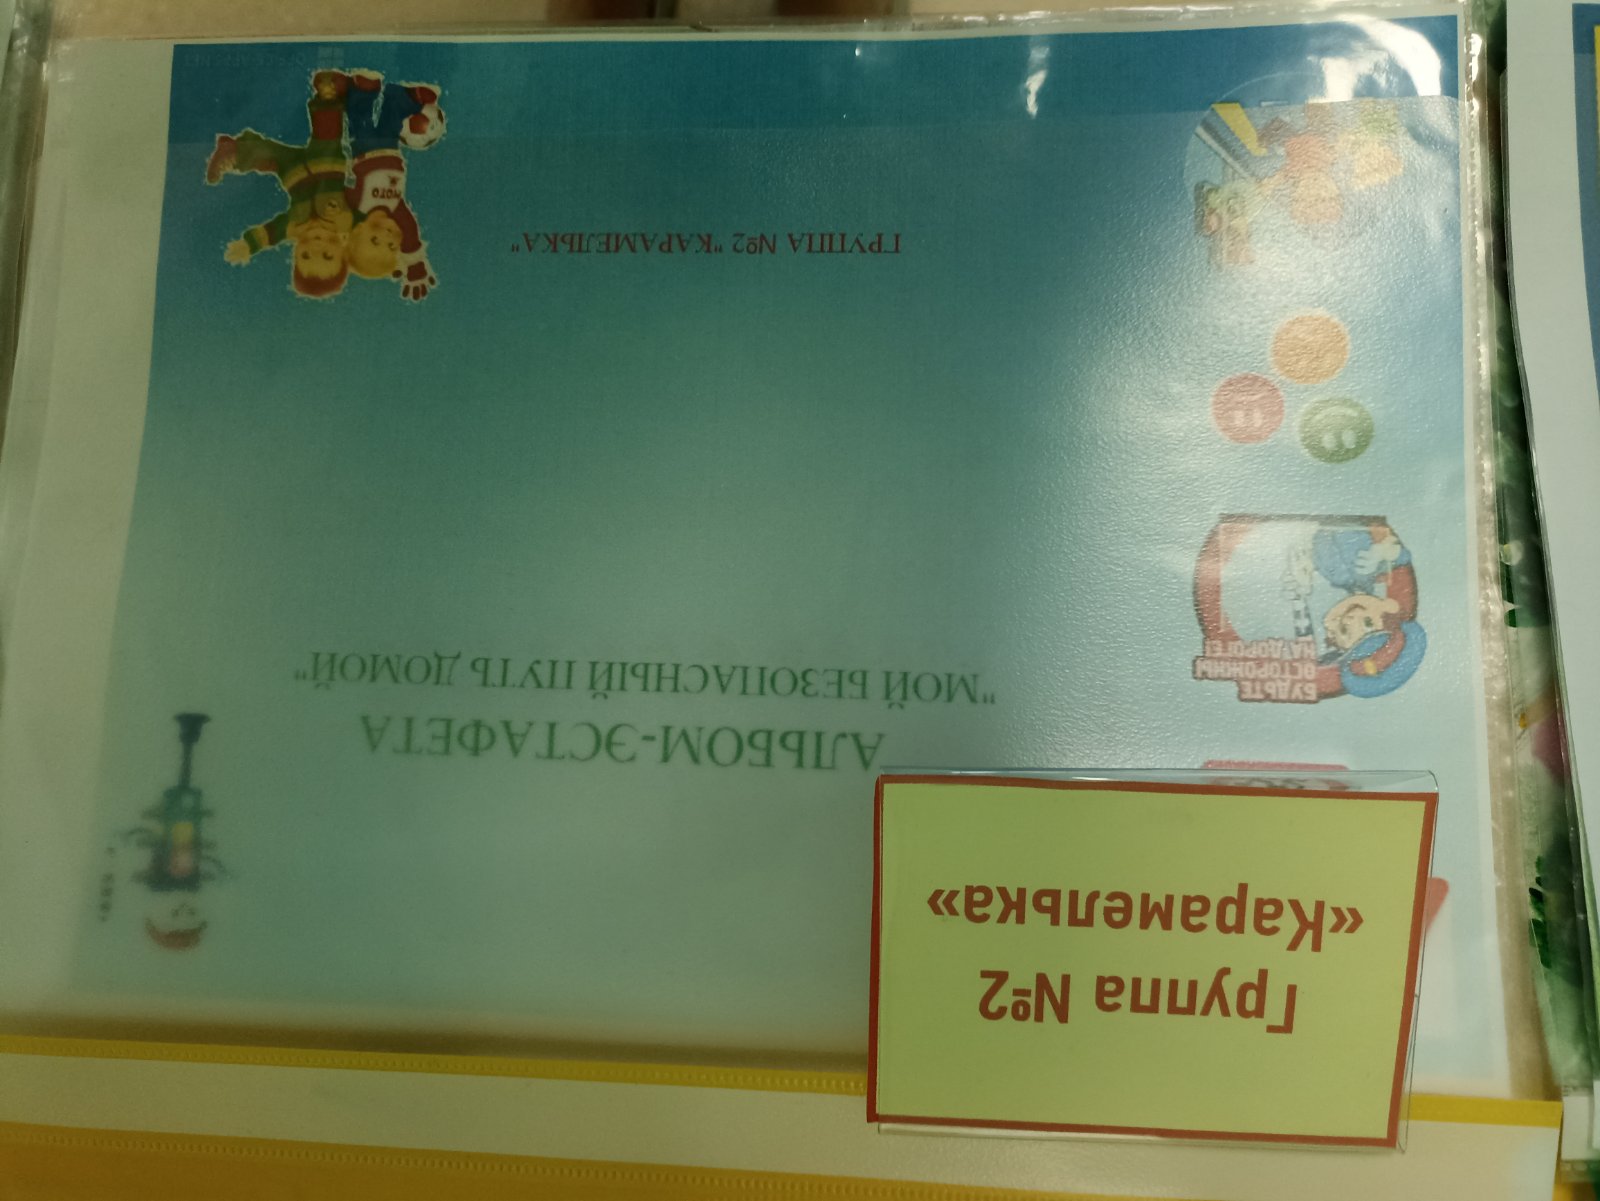 Группа №2
«Карамелька»
АЛЬБОМ-ЭСТАФЕТА
"МОЙ БЕЗОПАСНЫЙ ПУТЬ ДОМОЙ"
БУДЬТЕ
ОСТОРОЖНЫ
НА ДОРОГЕ!
ГРУППА №2 "КАРАМЕЛЬКА"